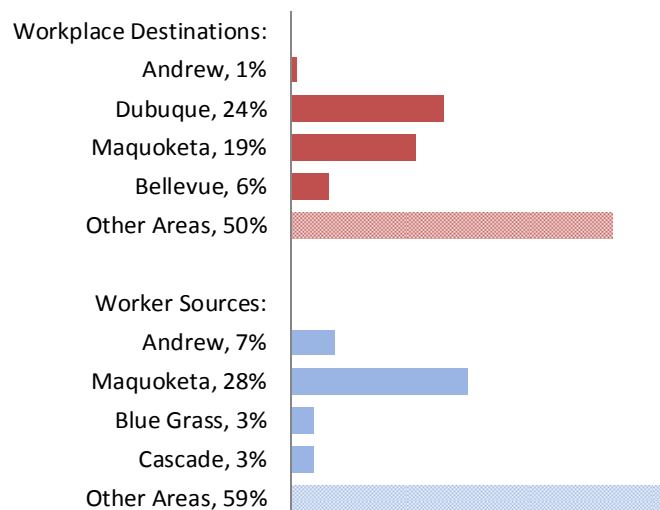 Workplace Destinations:
Andrew, 1%
Dubuque, 24%
Maquoketa, 19%
Bellevue, 6%
Other Areas, 50%
Worker Sources:
Andrew, 7%
Maquoketa, 28%
Blue Grass, 3%
Cascade, 3%
Other Areas, 59%